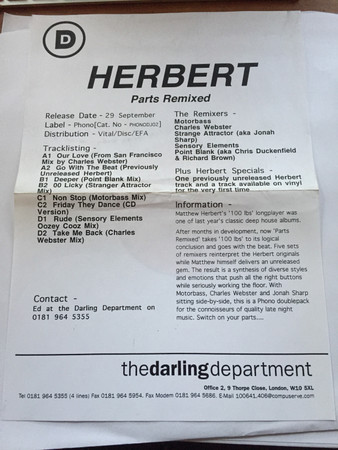 D
HERBERT
Parts Remixed
Release Date - 29 September
Label - Phono[Cat. No - PHONODJ02]
Distribution - Vital/Disc/EFA
Tracklisting -
A1 Our Love (From San Francisco
Mix by Charles Webster)
A2 Go With The Beat (Previously
Unreleased Herbert)
B1 Deeper (Point Blank Mix)
B2 00 Licky (Stranger Attractor
Mix)
C1 Non Stop (Motorbass Mix)
C2 Friday They Dance (CD
Version)
D1 Rude (Sensory Elements
Oozey Cooz Mix)
D2 Take Me Back (Charles
Webster Mix)
Contact -
Ed at the Darling Department on
0181 964 5355
The Remixers -
Motorbass
Charles Webster
Strange Attractor (aka Jonah
Sharp)
Sensory Elements
Point Blank (aka Chris Duckenfield
& Richard Brown)
Plus Herbert Specials -
One previously unreleased Herbert
track and a track available on vinyl
for the very first time
Information -
Matthew Herbert's '100 lbs' longplayer was
one of last year's classic deep house albums.
After months in development, now 'Parts
Remixed' takes '100 lbs' to its logical
conclusion and goes with the beat. Five sets
of remixers reinterpret the Herbert originals
while Matthew himself delivers an unreleased
gem. The result is a synthesis of diverse styles
and emotions that push all the right buttons
while seriously working the floor. With
Motorbass, Charles Webster and Jonah Sharp
sitting side-by-side, this is a Phono doublepack
for the connoisseurs of quality late night
music. Switch on your parts.....
thedarlingdepartment
Office 2, 9 Thorpe Close, London, W10 5XL
Tel 0181 964 5355 (4 lines) Fax 0181 964 5954. Fax Modem 0181 964 5686. E-Mail 100641,406@compuserve.com